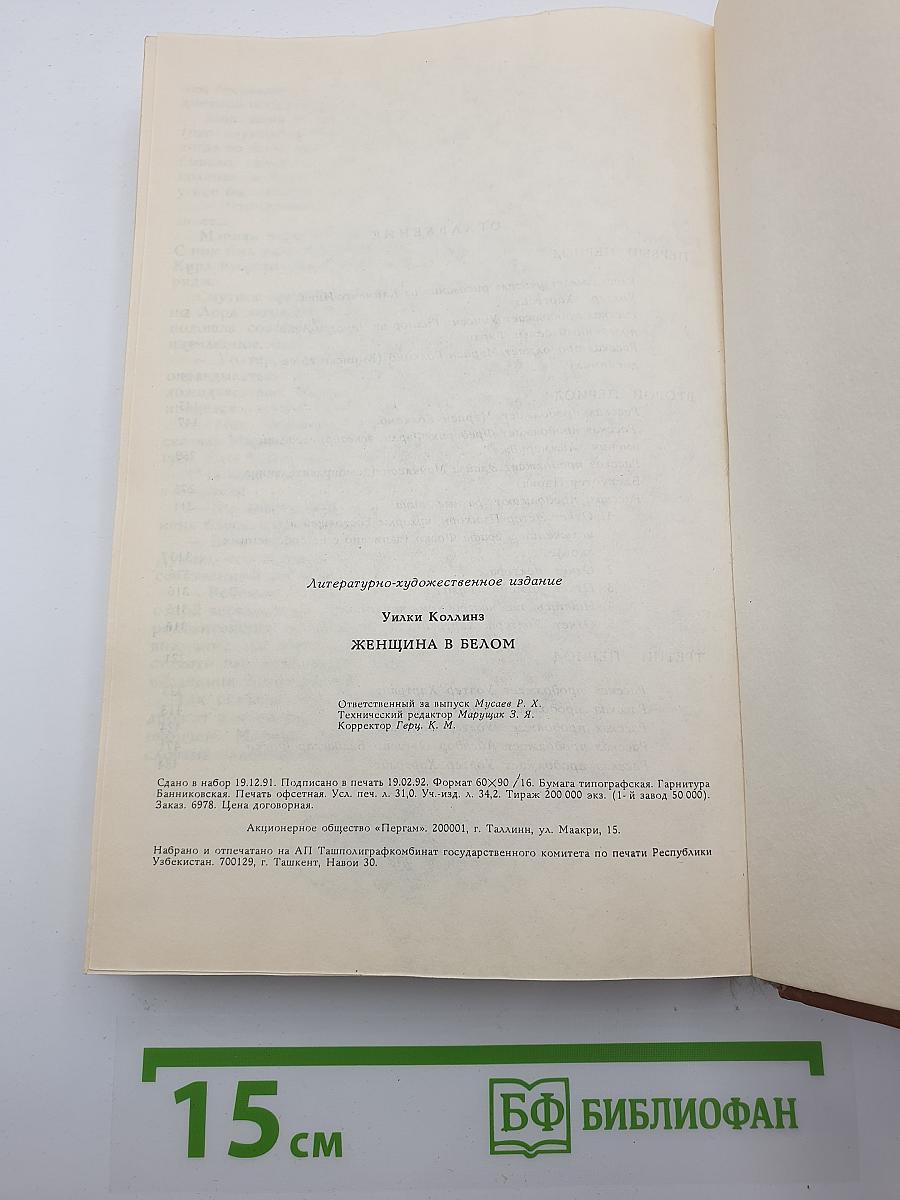 Литературно-художественное издание
Уилки Коллинз
ЖЕНЩИНА В БЕЛОМ
Ответственный за выпуск Мусаев Р. Х.
Технический редактор Марущак З. Я.
Корректор Герц. К. М.
Сдано в набор 19.12.91. Подписано в печать 19.02.92. Формат 60×90 /16. Бумага типографская. Гарнитура
Банниковская. Печать офсетная. Усл. печ. л. 31,0. Уч.-изд. л. 34,2. Тираж 200 000 экз. (1- й завод 50 000).
Заказ. 6978. Цена договорная.
Акционерное общество «Пергам». 200001, г. Таллинн, ул. Маакри, 15.
Набрано и отпечатано на АП Ташполиграфкомбинат государственного комитета по печати Республики
Узбекистан. 700129, г. Ташкент, Навои 30.
15 см
БФ БИБЛИОФАН